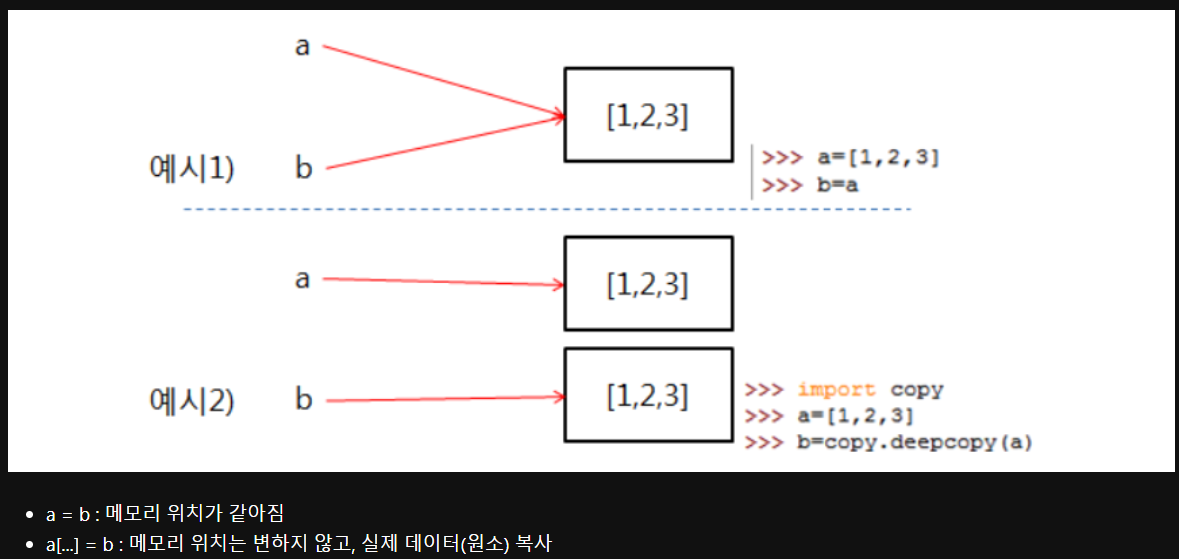 a
[1,2,3]
예시1) b
>>> a=[1,2,3]
>>> b=a
a
[1,2,3]
예시2) b
[1,2,3]
>>> import copy
>>> a=[1,2,3]
>>> b=copy.deepcopy(a)
• a = b : 메모리 위치가 같아짐
• a[...] = b : 메모리 위치는 변하지 않고, 실제 데이터(원소) 복사